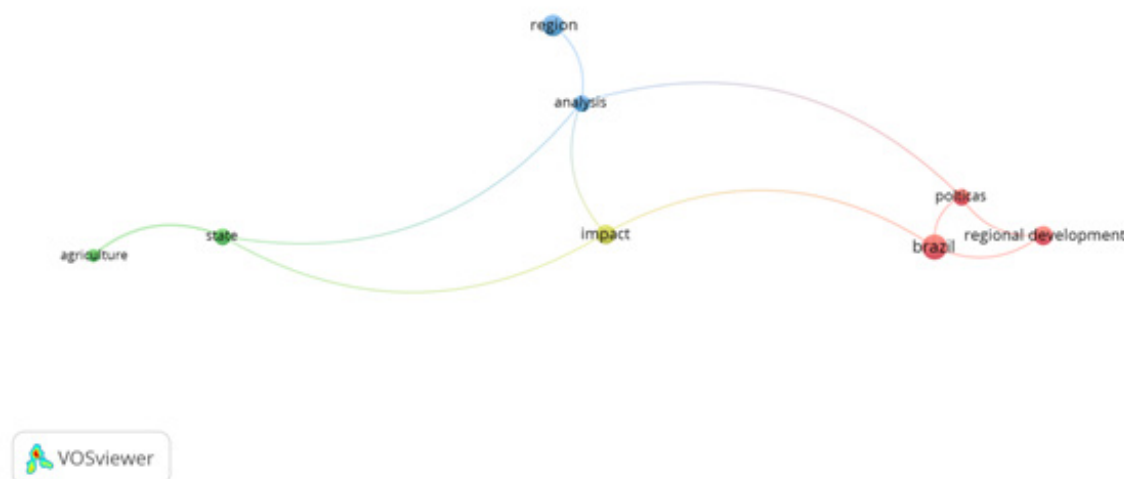 region
analysis
politicas
state
impact
regional development
brazil
agriculture
VOSviewer